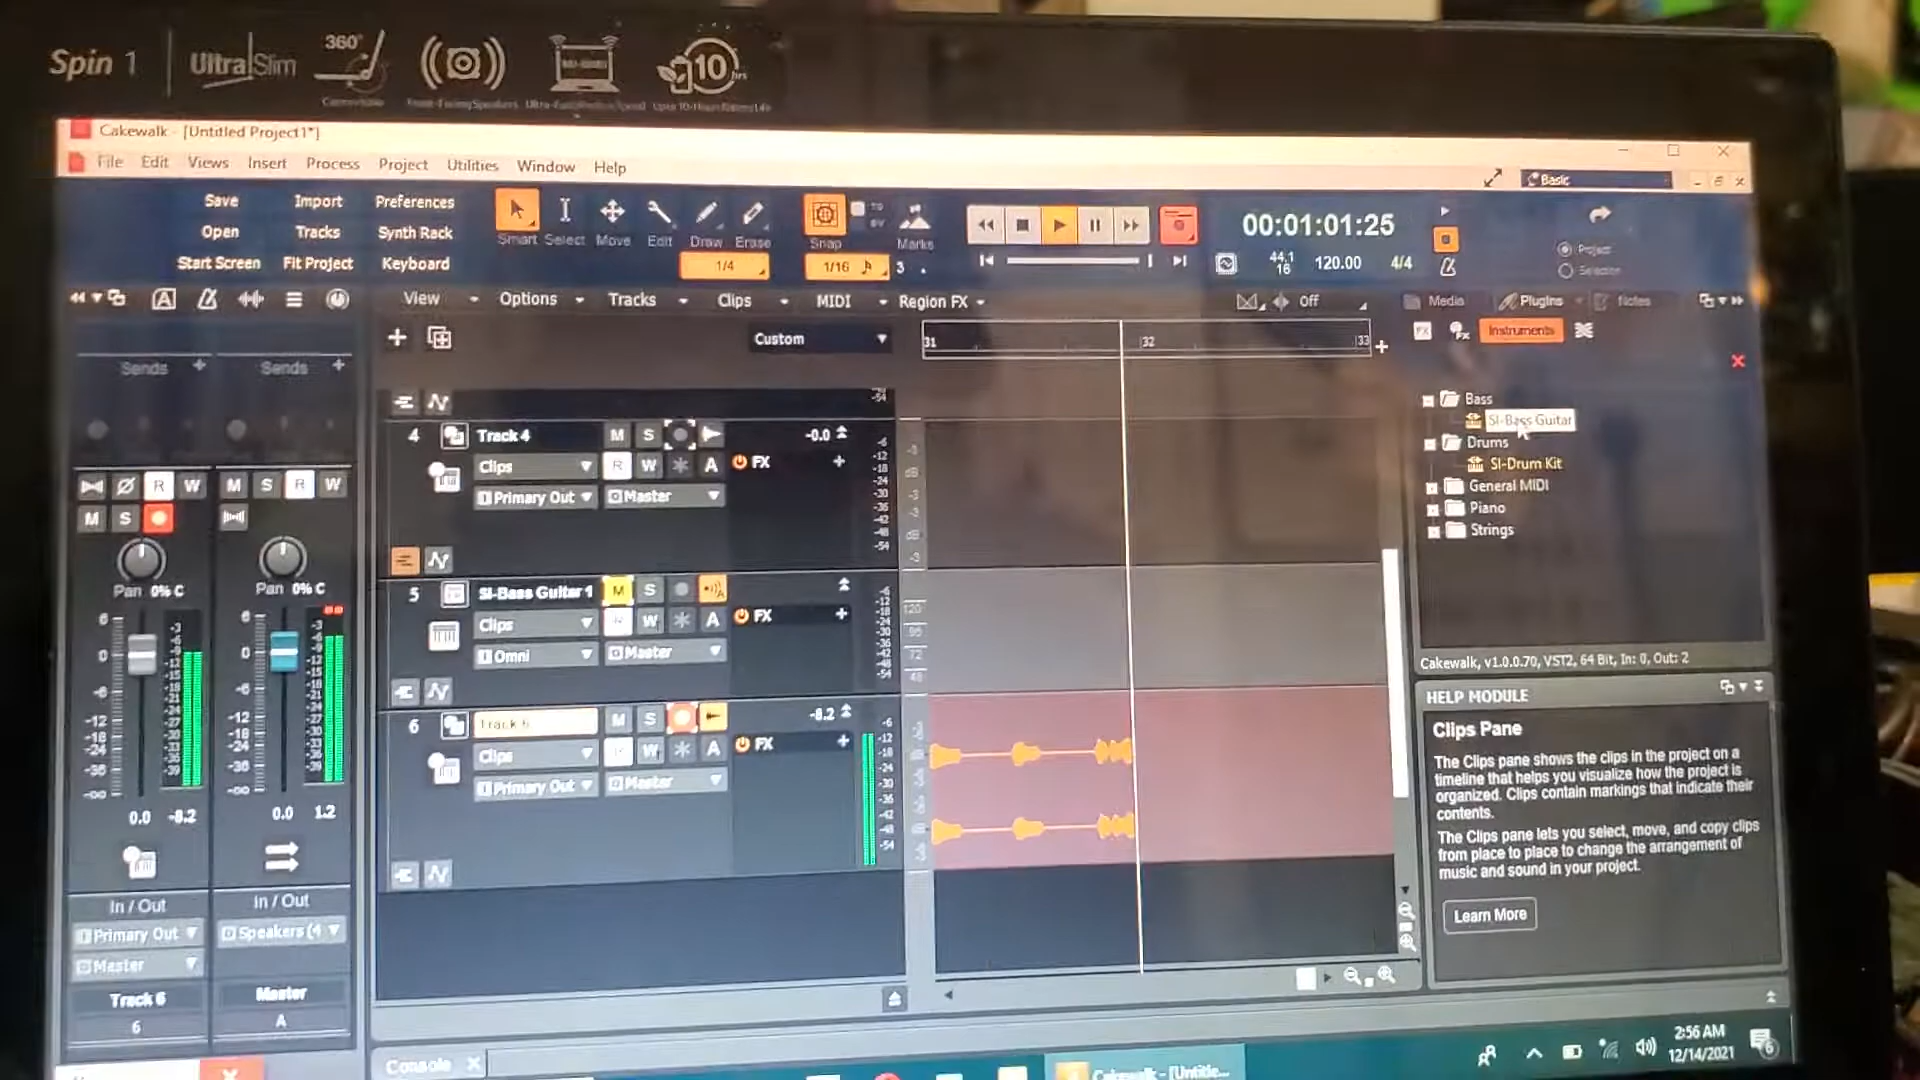 Spin 1
UltraSlim
360°
10 hrs
Cakewalk - [Untitled Project1*]
File Edit Views Insert Process Project Utilities Window Help
Basic
Save Import Preferences
Open Tracks Synth Rack
Start Screen Fit Project Keyboard
Smart Select Move Edit Draw Erase Snap Marks
TO
BY
1/4
1/16
3
00:01:01:25
44.1
16
120.00
4/4
Project
Selection
View Options Tracks Clips MIDI Region FX
Off
Media Plugins Notes
Custom
31 32 33
Instruments
Bass
SI-Bass Guitar
Drums
SI-Drum Kit
General MIDI
Piano
Strings
Cakewalk, v1.0.0.70, VST2, 64 Bit, In: 0, Out: 2
HELP MODULE
Clips Pane
The Clips pane shows the clips in the project on a
timeline that helps you visualize how the project is
organized. Clips contain markings that indicate their
contents.
The Clips pane lets you select, move, and copy clips
from place to place to change the arrangement of
music and sound in your project.
Learn More
Sends Sends
R W M S R W
M S
Pan 0% C Pan 0% C
0.0 -8.2 0.0 1.2
In / Out In / Out
Primary Out Speakers (4
Master
Track 6 Master
6 A
4 Track 4 M S -0.0
Clips R W A FX
Primary Out Master
5 SI-Bass Guitar 1 M S
Clips R W A FX
Omni Master
6 Track 6 M S -8.2
Clips R W A FX
Primary Out Master
Console
Cakewalk - [Untitle...
2:56 AM
12/14/2021
6